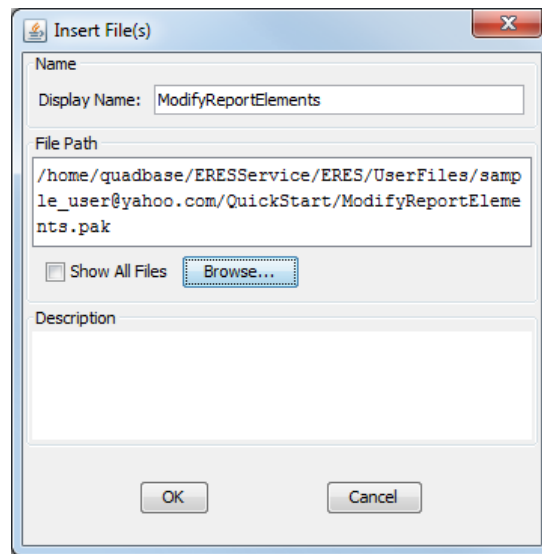 Insert File(s)
Name
Display Name: ModifyReportElements
File Path
/home/quadbase/ERESService/ERES/UserFiles/samp
le_user@yahoo.com/QuickStart/ModifyReportEleme
nts.pak
Show All Files Browse...
Description
OK Cancel